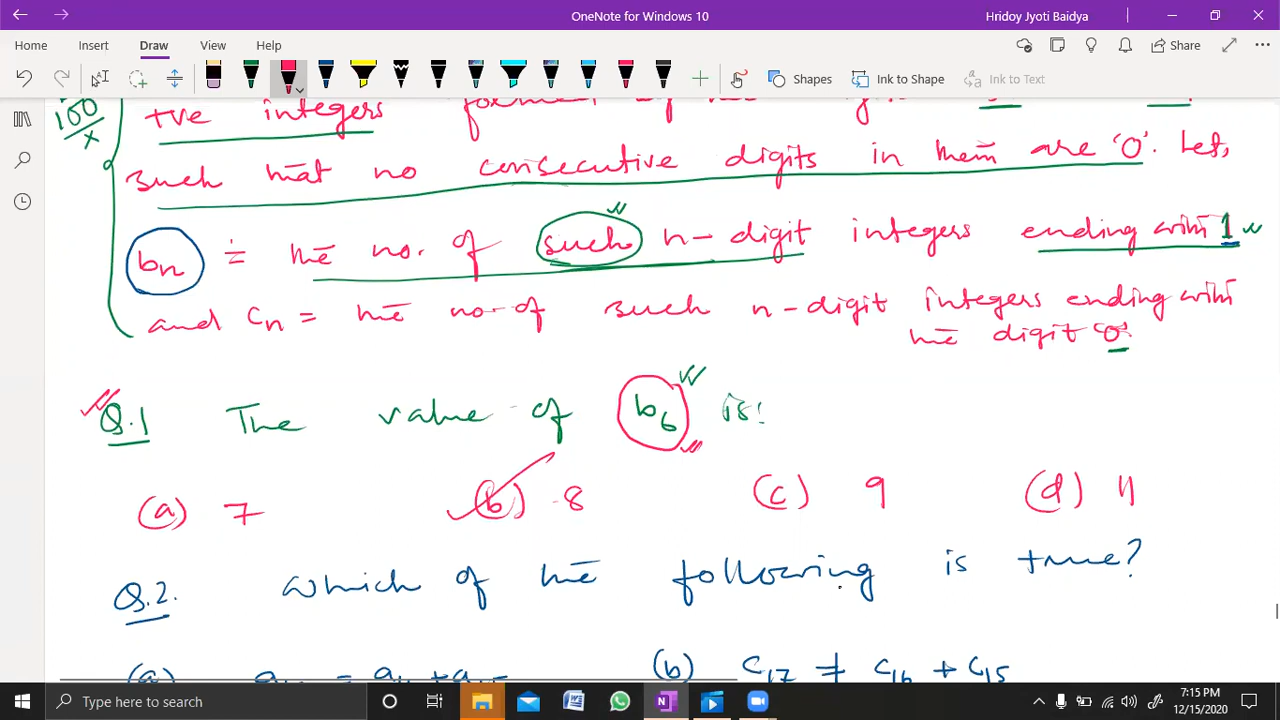 OneNote for Windows 10
Hridoy Jyoti Baidya
Home Insert Draw View Help
Share
Shapes
Ink to Shape
Ink to Text
100/x
+ve integers formed by
such that no consecutive digits in them are '0'. Let,
bn = the no. of such n-digit integers ending with 1
and cn = the no. of such n-digit integers ending with
the digit '0'.
Q.1 The value of b6 is:
(a) 7 (b) 8 (c) 9 (d) 11
Q.2. which of the following is true?
(a) (b) c17 ≠ c16 + c15
Type here to search
7:15 PM
12/15/2020